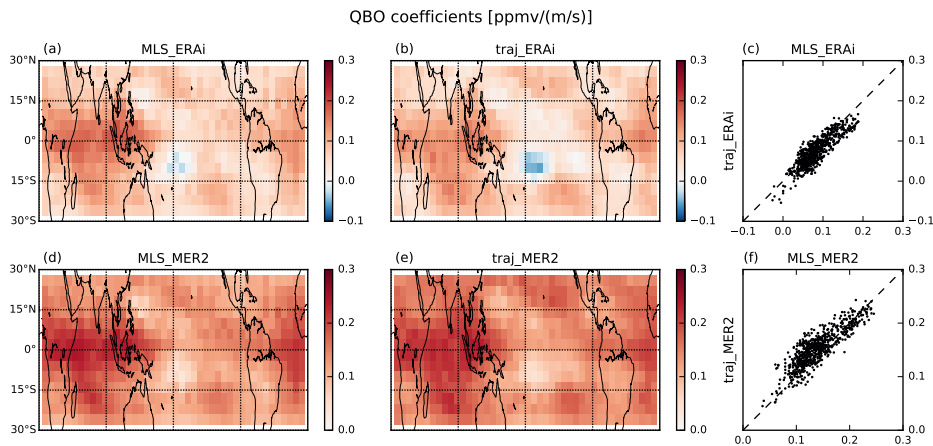 QBO coefficients [ppmv/(m/s)]
(a) MLS_ERAi
(b) traj_ERAi
(c) MLS_ERAi
30°N
15°N
0°
15°S
30°S
0.3
0.2
0.1
0.0
−0.1
0.3
0.2
0.1
0.0
−0.1
traj_ERAi
0.3
0.2
0.1
0.0
−0.1
−0.1 0.0 0.1 0.2 0.3
(d) MLS_MER2
(e) traj_MER2
(f) MLS_MER2
30°N
15°N
0°
15°S
30°S
0.3
0.2
0.1
0.0
0.3
0.2
0.1
0.0
traj_MER2
0.3
0.2
0.1
0.0
0.0 0.1 0.2 0.3